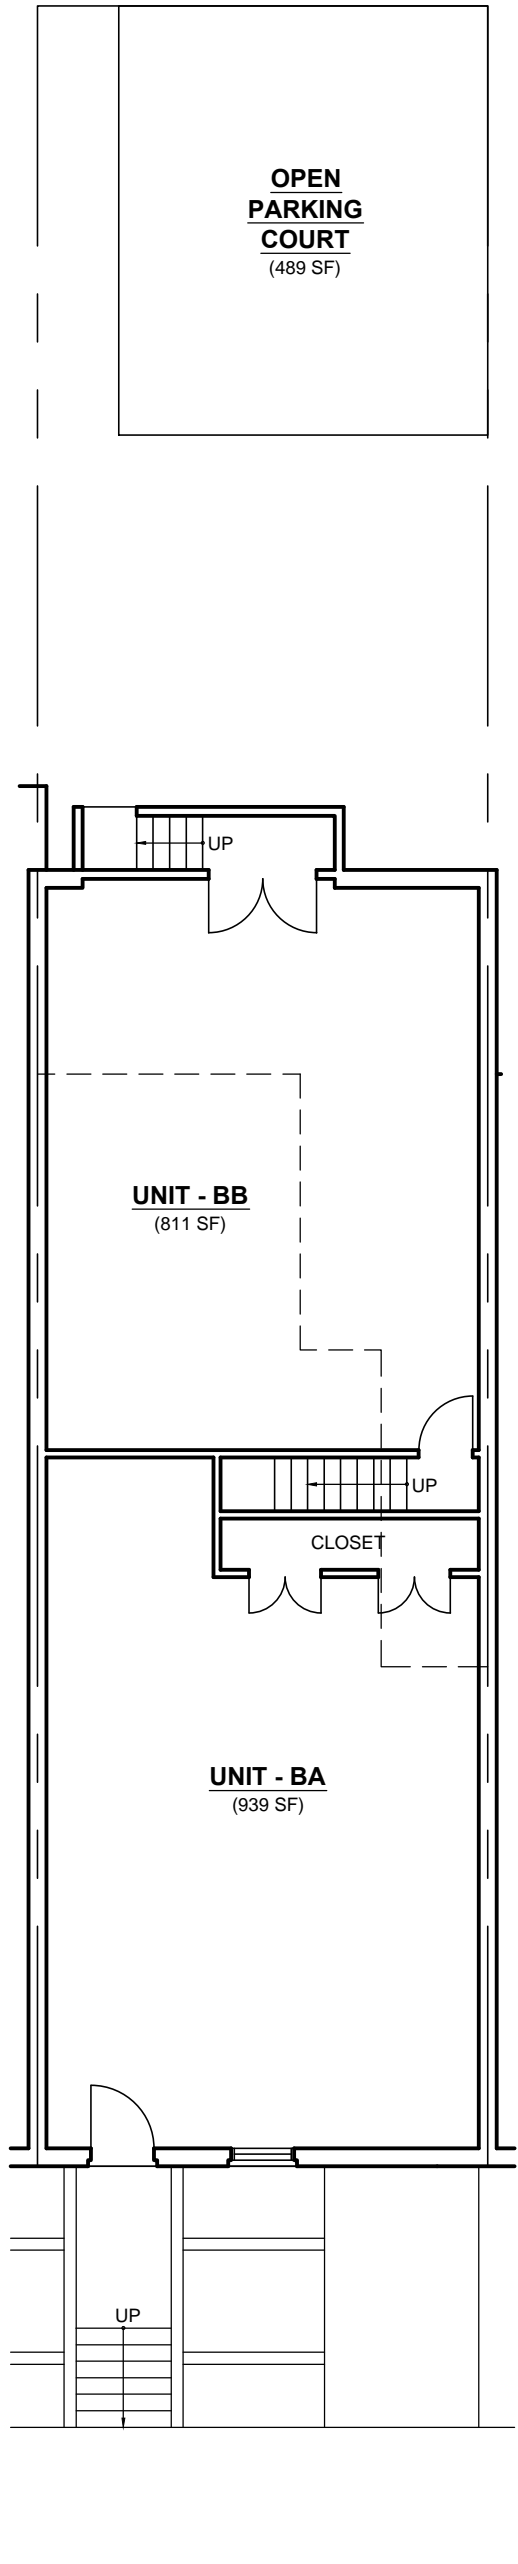 OPEN
PARKING
COURT
(489 SF)
UP
UNIT - BB
(811 SF)
UP
CLOSET
UNIT - BA
(939 SF)
UP